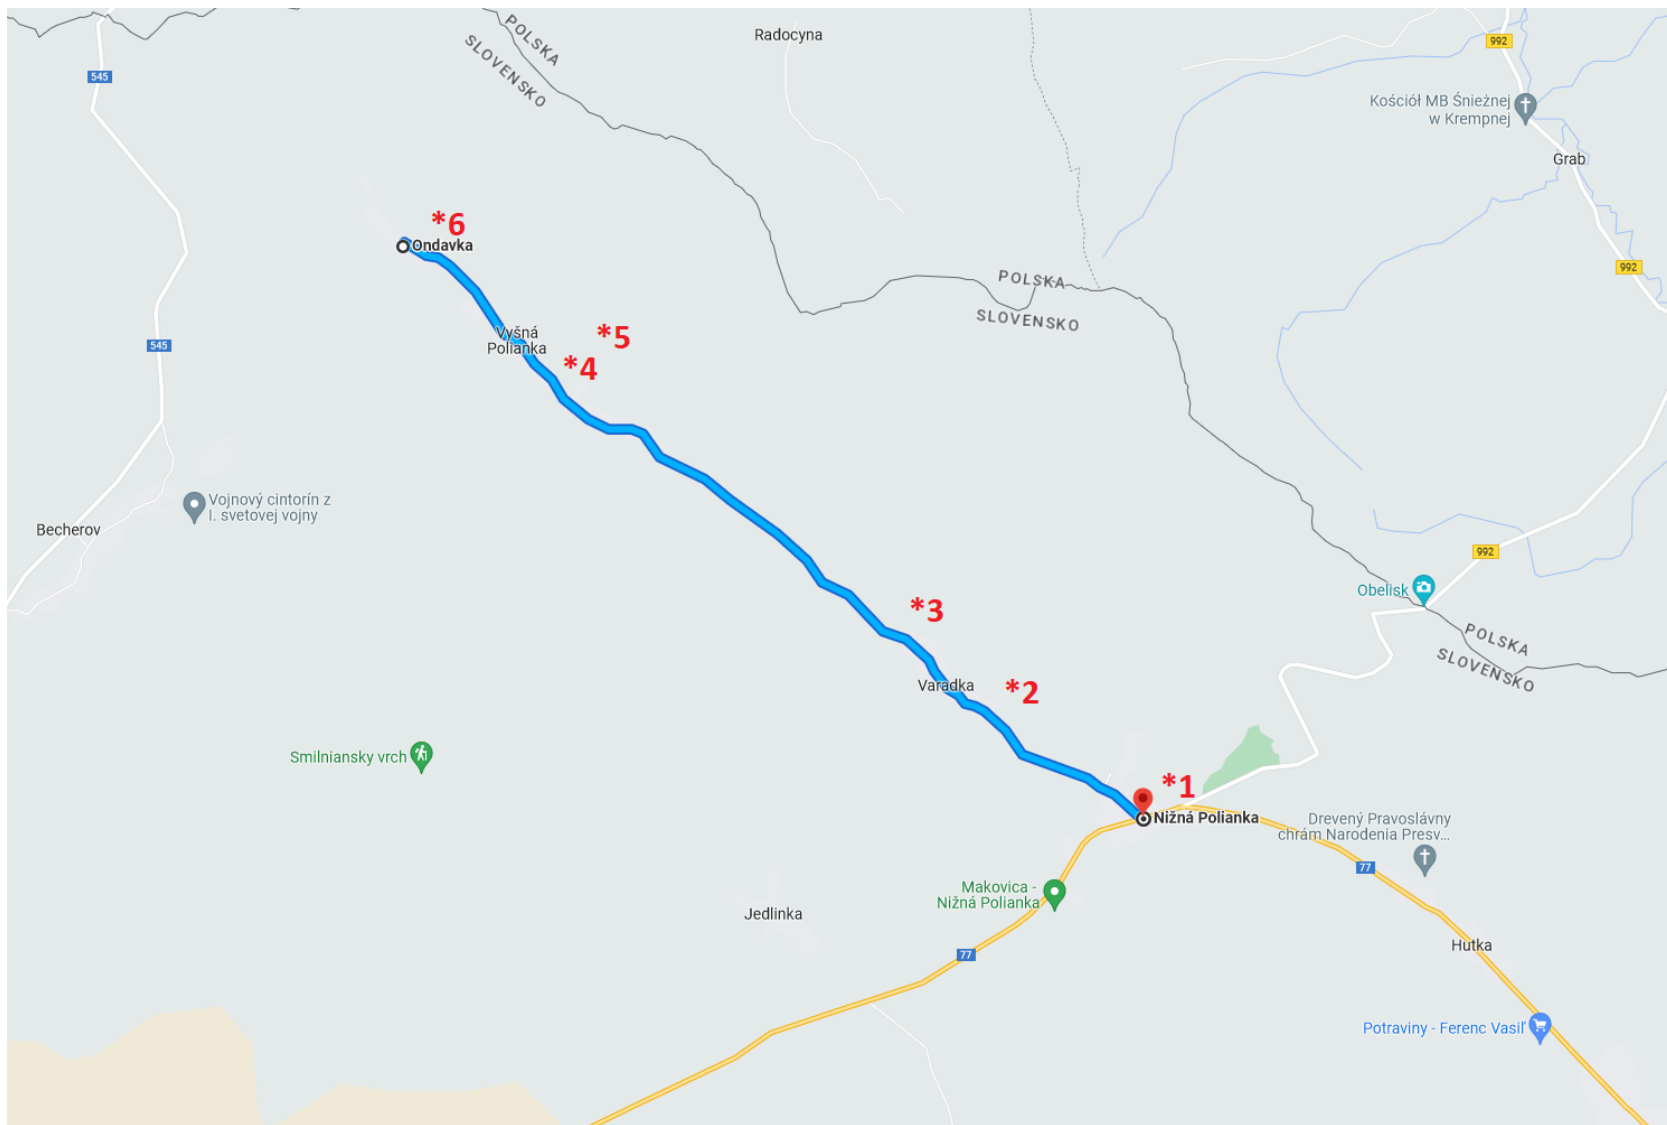 POLSKA
SLOVENSKO
Radocyna
992
545
Kościół MB Śnieżnej
w Krempnej
Grab
*6
Ondavka
992
POLSKA
SLOVENSKO
Vyšná
Polianka
*5
*4
545
Vojnový cintorín z
I. svetovej vojny
Becherov
992
Obelisk
*3
POLSKA
SLOVENSKO
Varadka
*2
Smilniansky vrch
*1
Nižná Polianka
Drevený Pravoslávny
chrám Narodenia Presv...
77
Makovica -
Nižná Polianka
Jedlinka
77
Hutka
Potraviny - Ferenc Vasiľ